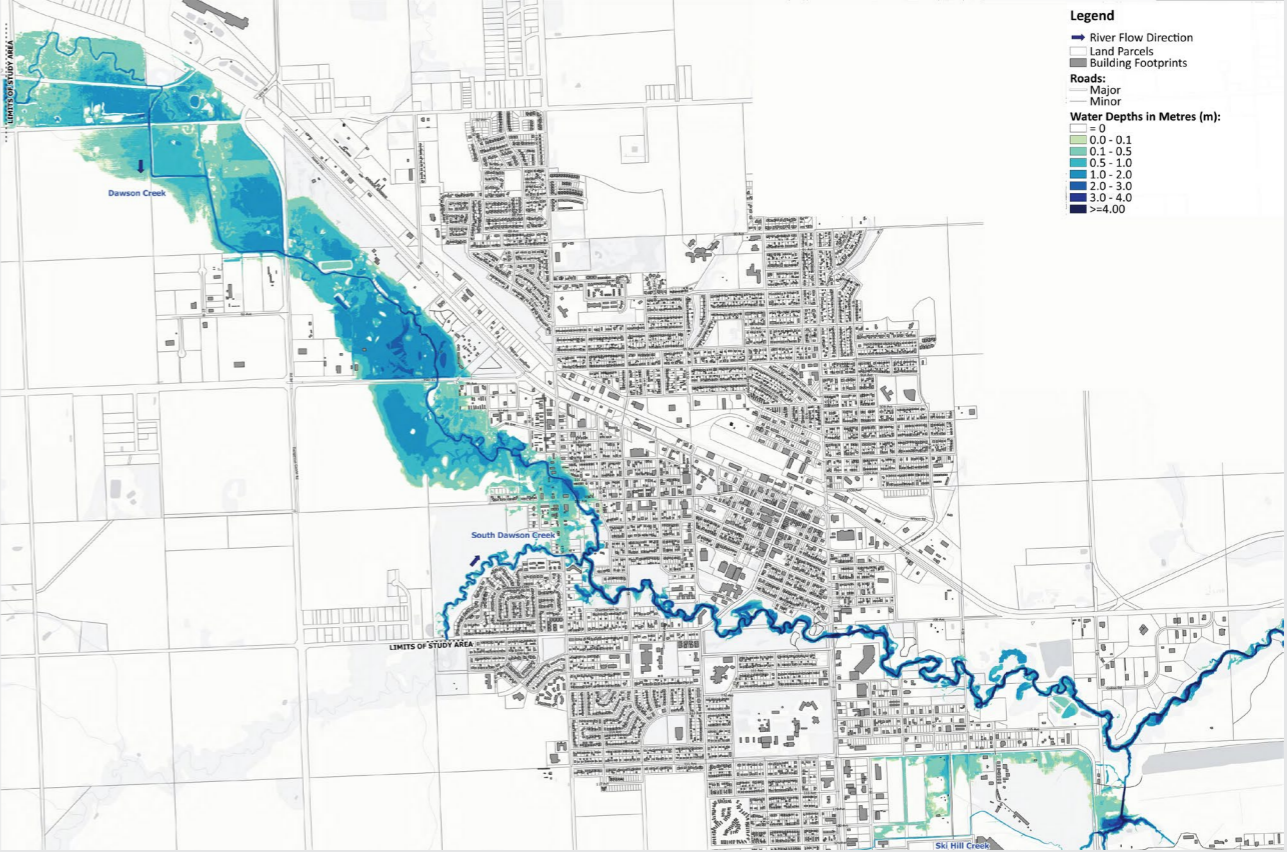 Legend
River Flow Direction
Land Parcels
Building Footprints
Roads:
Major
Minor
Water Depths in Metres (m):
= 0
0.0 - 0.1
0.1 - 0.5
0.5 - 1.0
1.0 - 2.0
2.0 - 3.0
3.0 - 4.0
>=4.00
LIMITS OF STUDY AREA
Dawson Creek
South Dawson Creek
LIMITS OF STUDY AREA
Ski Hill Creek